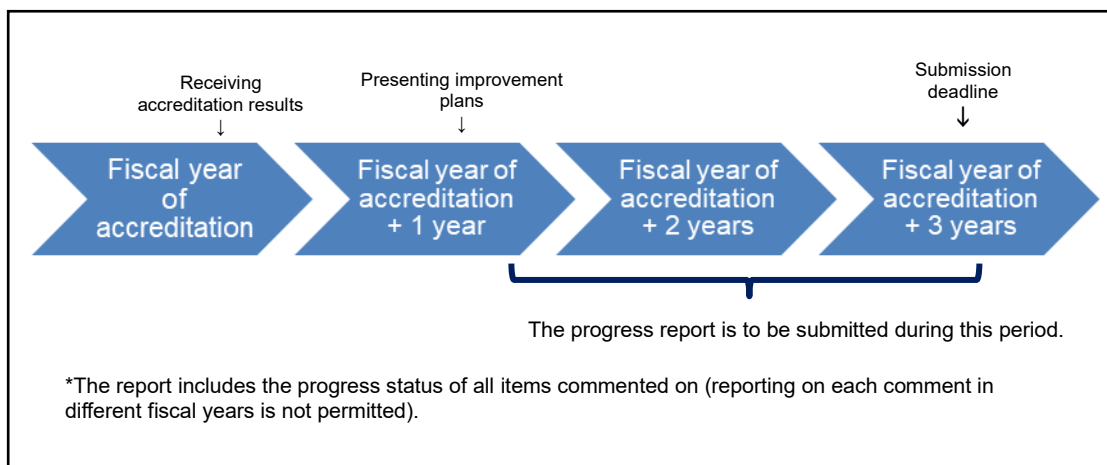 Receiving
accreditation results
↓
Presenting improvement
plans
↓
Submission
deadline
↓
Fiscal year
of
accreditation
Fiscal year of
accreditation
+ 1 year
Fiscal year of
accreditation
+ 2 years
Fiscal year of
accreditation
+ 3 years
The progress report is to be submitted during this period.
*The report includes the progress status of all items commented on (reporting on each comment in
different fiscal years is not permitted).